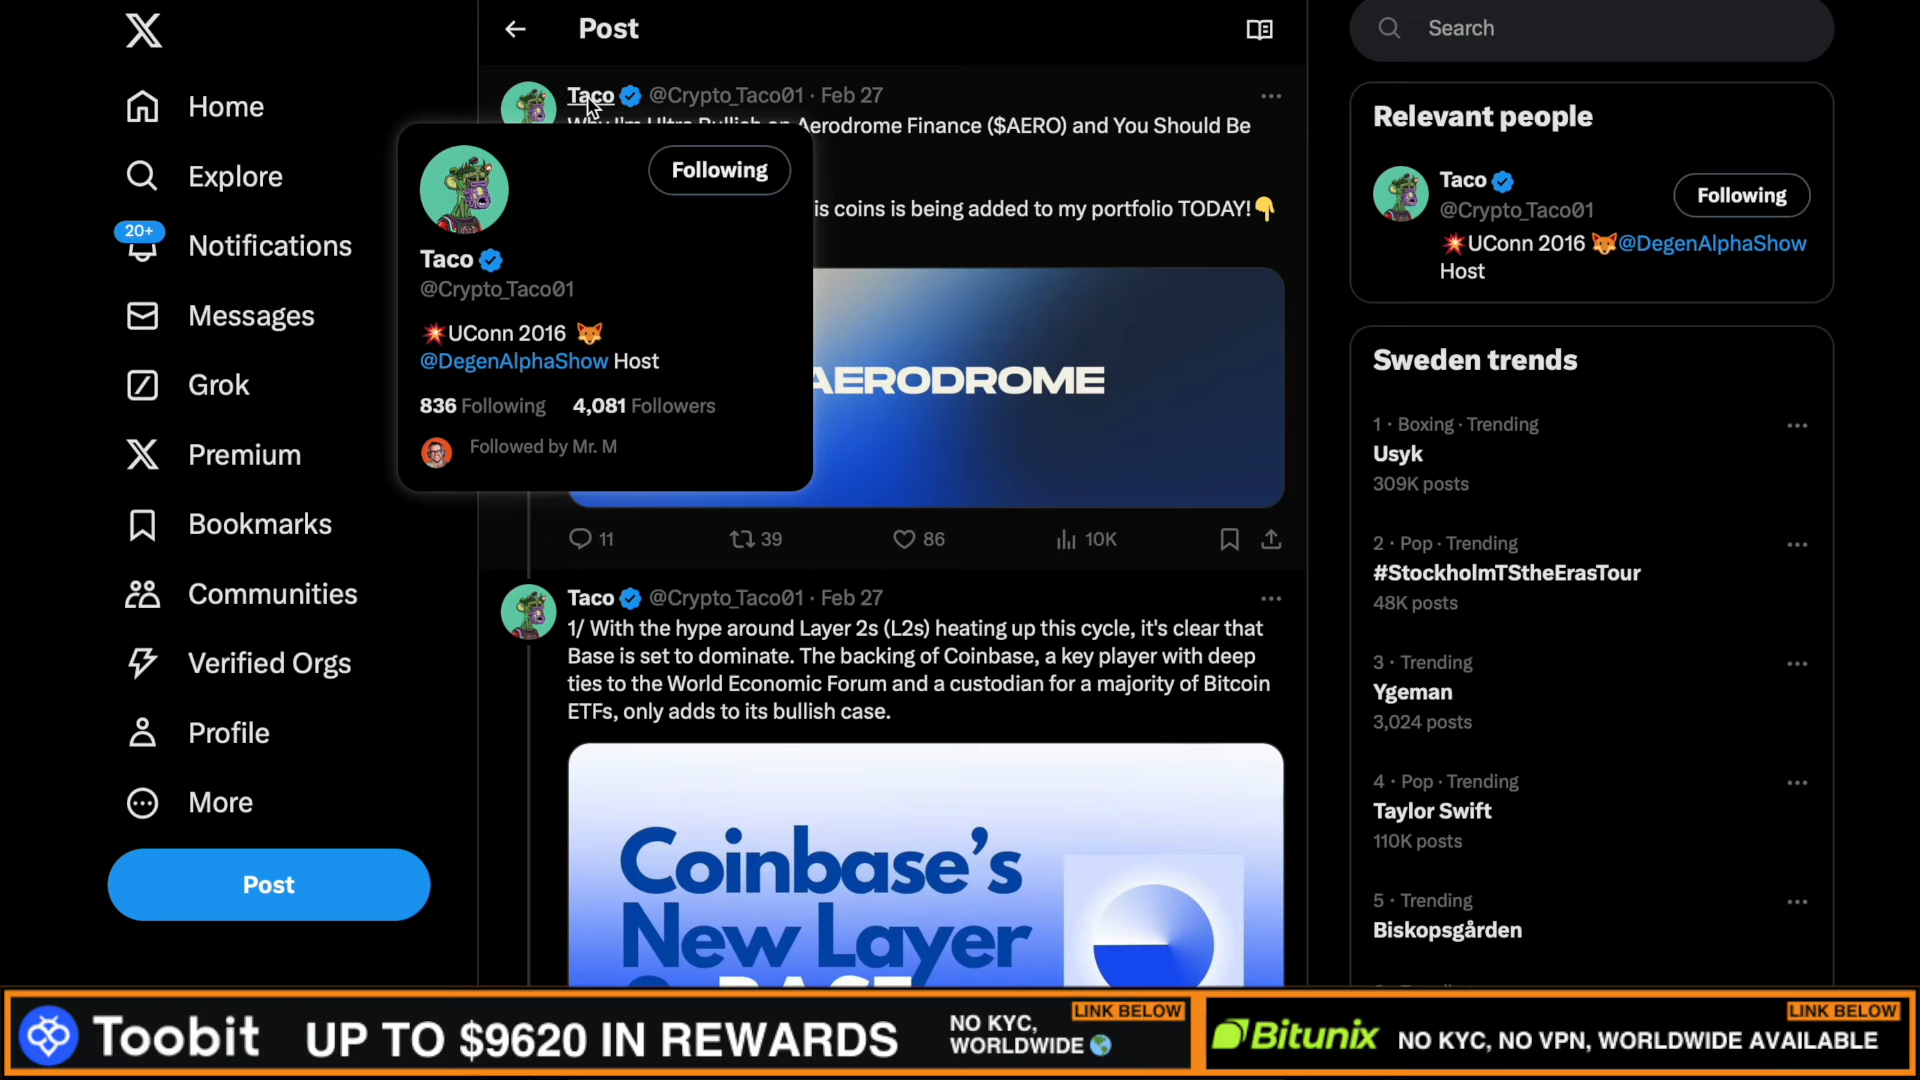 Home
Explore
20+
Notifications
Messages
Grok
Premium
Bookmarks
Communities
Verified Orgs
Profile
More
Post
Post
Taco @Crypto_Taco01 · Feb 27
Aerodrome Finance ($AERO) and You Should Be
is coins is being added to my portfolio TODAY!👇
AERODROME
Following
Taco
@Crypto_Taco01
💥UConn 2016 🦊
@DegenAlphaShow Host
836 Following 4,081 Followers
Followed by Mr. M
11 39 86 10K
Taco @Crypto_Taco01 · Feb 27
1/ With the hype around Layer 2s (L2s) heating up this cycle, it's clear that
Base is set to dominate. The backing of Coinbase, a key player with deep
ties to the World Economic Forum and a custodian for a majority of Bitcoin
ETFs, only adds to its bullish case.
Coinbase's
New Layer
Search
Relevant people
Taco
@Crypto_Taco01
Following
💥UConn 2016 🦊@DegenAlphaShow
Host
Sweden trends
1 · Boxing · Trending
Usyk
309K posts
2 · Pop · Trending
#StockholmTStheErasTour
48K posts
3 · Trending
Ygeman
3,024 posts
4 · Pop · Trending
Taylor Swift
110K posts
5 · Trending
Biskopsgården
Toobit UP TO $9620 IN REWARDS
NO KYC,
WORLDWIDE 🌎
LINK BELOW
Bitunix NO KYC, NO VPN, WORLDWIDE AVAILABLE
LINK BELOW